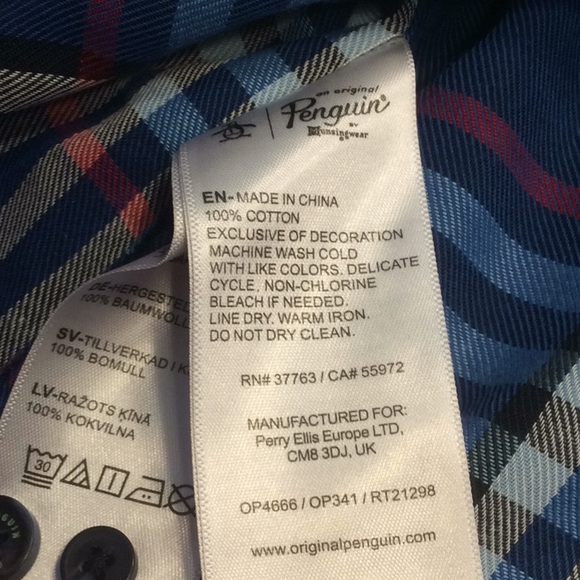 an original
Penguin
BY
Munsingwear
EN-MADE IN CHINA
100% COTTON
EXCLUSIVE OF DECORATION
MACHINE WASH COLD
WITH LIKE COLORS. DELICATE
CYCLE, NON-CHLORINE
BLEACH IF NEEDED.
LINE DRY. WARM IRON.
DO NOT DRY CLEAN.
RN# 37763 / CA# 55972
MANUFACTURED FOR:
Perry Ellis Europe LTD,
CM8 3DJ, UK
OP4666 / OP341 / RT21298
www.originalpenguin.com
DE-HERGESTE
100% BAUMWOLL
SV-TILLVERKAD I K
100% BOMULL
LV-RAŽOTS ĶĪNĀ
100% KOKVILNA
30